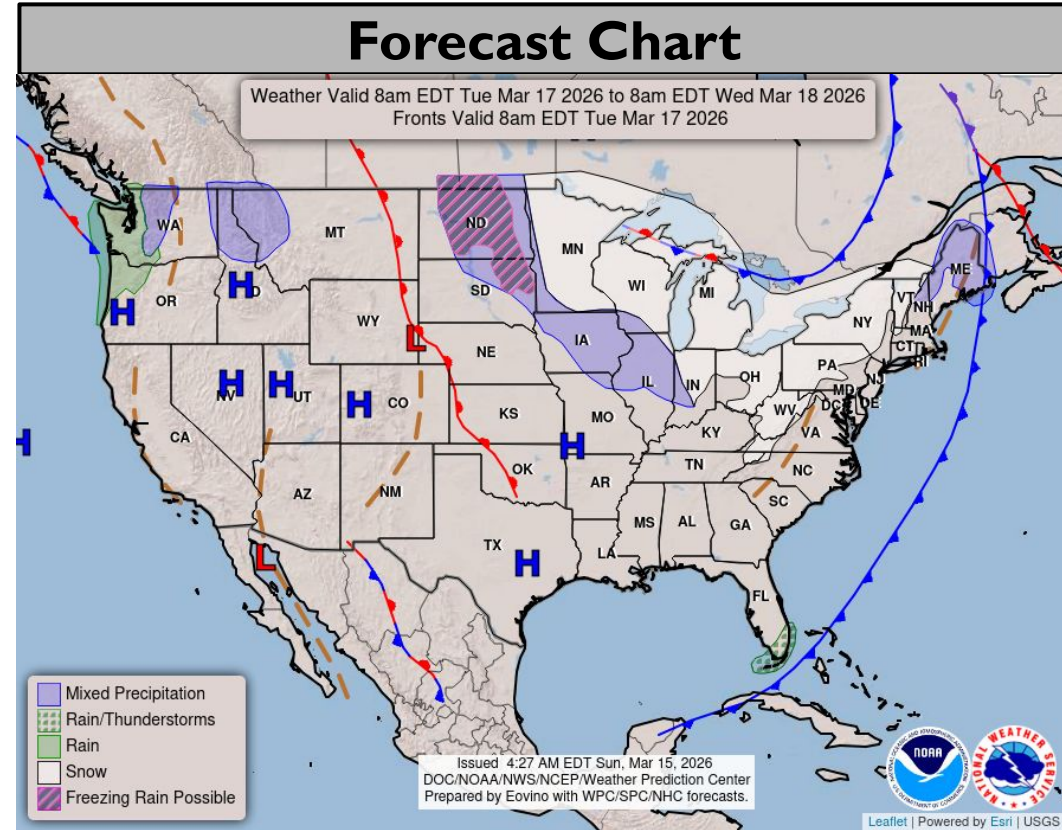 Forecast Chart
Weather Valid 8am EDT Tue Mar 17 2026 to 8am EDT Wed Mar 18 2026
Fronts Valid 8am EDT Tue Mar 17 2026
WA
MT
ND
MN
ME
OR
H
H
D
SD
WI
MI
VT
NH
WY
L
NE
IA
NY
MA
CT
RI
H
NV
H
UT
H
CO
IL
IN
OH
PA
NJ
MD
DE
DC
WV
VA
H
CA
KS
MO
H
KY
AZ
NM
OK
AR
TN
NC
SC
L
TX
H
LA
MS
AL
GA
FL
Mixed Precipitation
Rain/Thunderstorms
Rain
Snow
Freezing Rain Possible
Issued 4:27 AM EDT Sun, Mar 15, 2026
DOC/NOAA/NWS/NCEP/Weather Prediction Center
Prepared by Eovino with WPC/SPC/NHC forecasts.
NOAA
NATIONAL WEATHER SERVICE
Leaflet | Powered by Esri | USGS